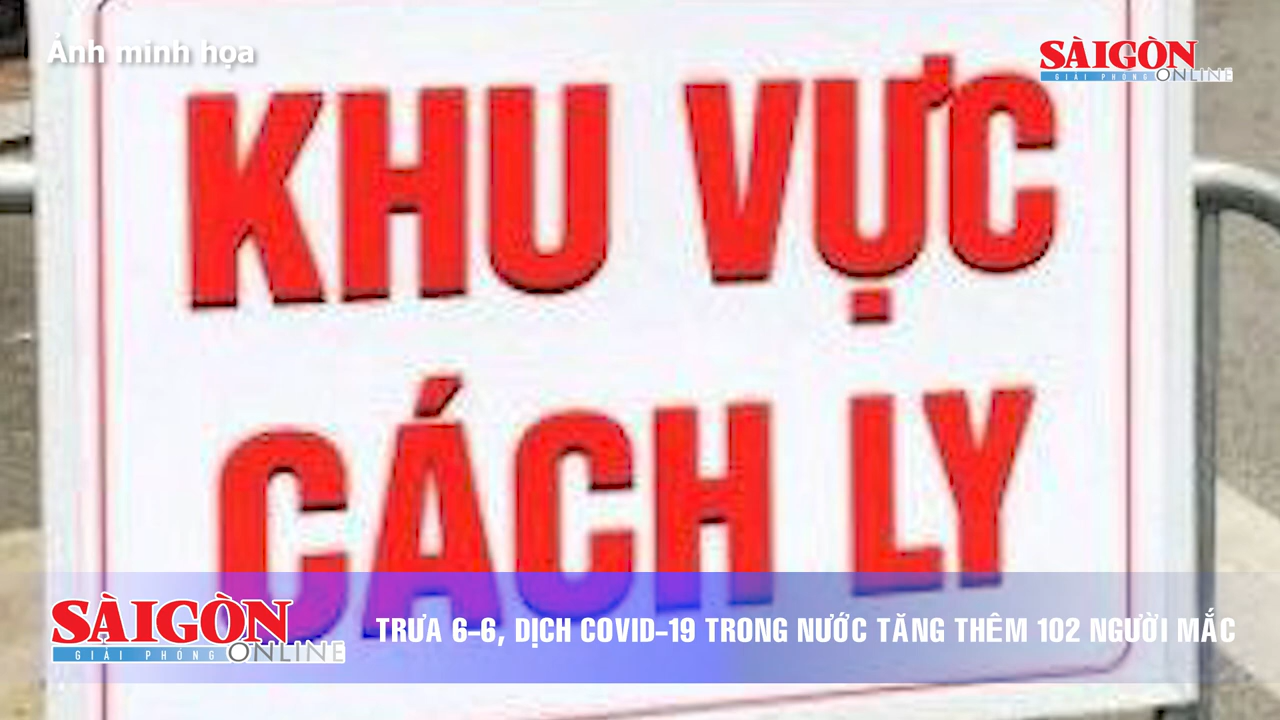 Ảnh minh họa
SÀIGÒN
GIẢI PHÓNG ONLINE
KHU VỰC
CÁCH LY
SÀIGÒN
GIẢI PHÓNG ONLINE
TRƯA 6-6, DỊCH COVID-19 TRONG NƯỚC TĂNG THÊM 102 NGƯỜI MẮC